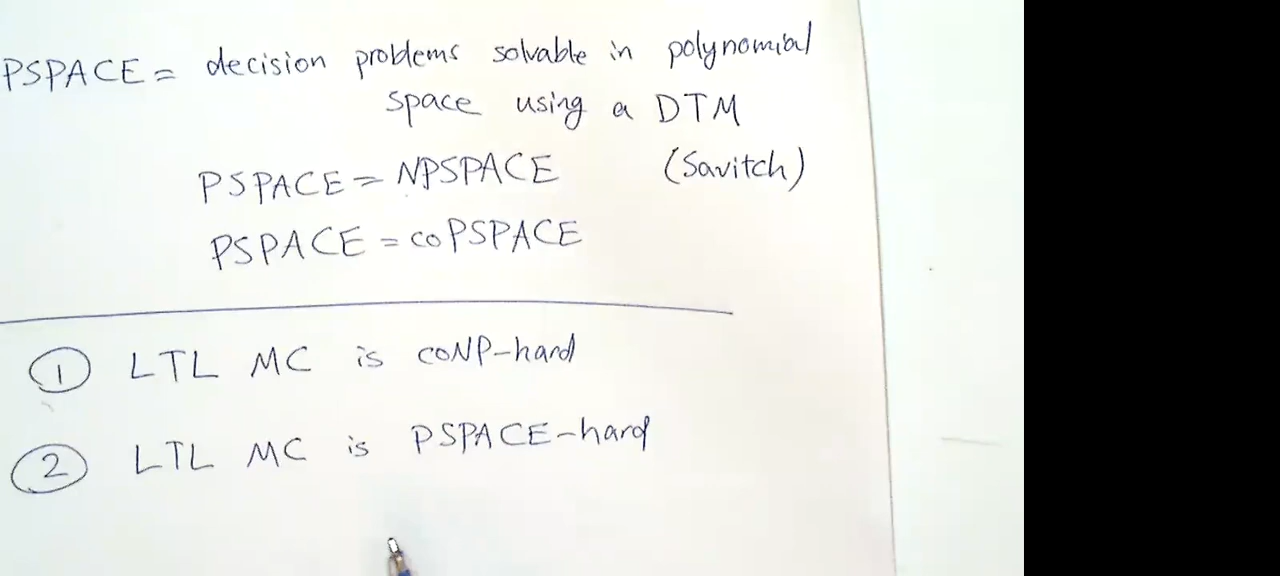 PSPACE = decision problems solvable in polynomial
space using a DTM
PSPACE = NPSPACE (Savitch)
PSPACE = coPSPACE
① LTL MC is coNP-hard
② LTL MC is PSPACE-hard